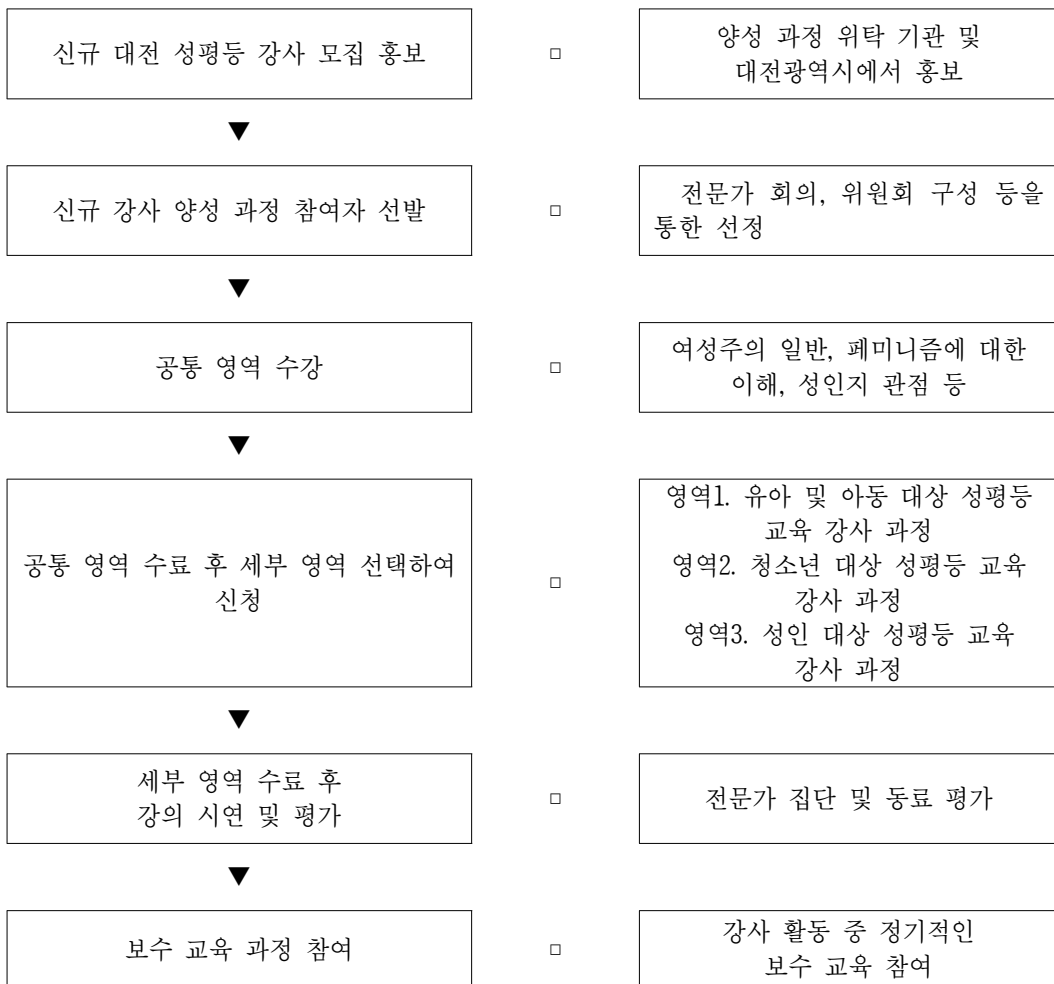 신규 대전 성평등 강사 모집 홍보
□
양성 과정 위탁 기관 및
대전광역시에서 홍보
▼
신규 강사 양성 과정 참여자 선발
□
전문가 회의, 위원회 구성 등을
통한 선정
▼
공통 영역 수강
□
여성주의 일반, 페미니즘에 대한
이해, 성인지 관점 등
▼
공통 영역 수료 후 세부 영역 선택하여
신청
□
영역1. 유아 및 아동 대상 성평등
교육 강사 과정
영역2. 청소년 대상 성평등 교육
강사 과정
영역3. 성인 대상 성평등 교육
강사 과정
▼
세부 영역 수료 후
강의 시연 및 평가
□
전문가 집단 및 동료 평가
▼
보수 교육 과정 참여
□
강사 활동 중 정기적인
보수 교육 참여